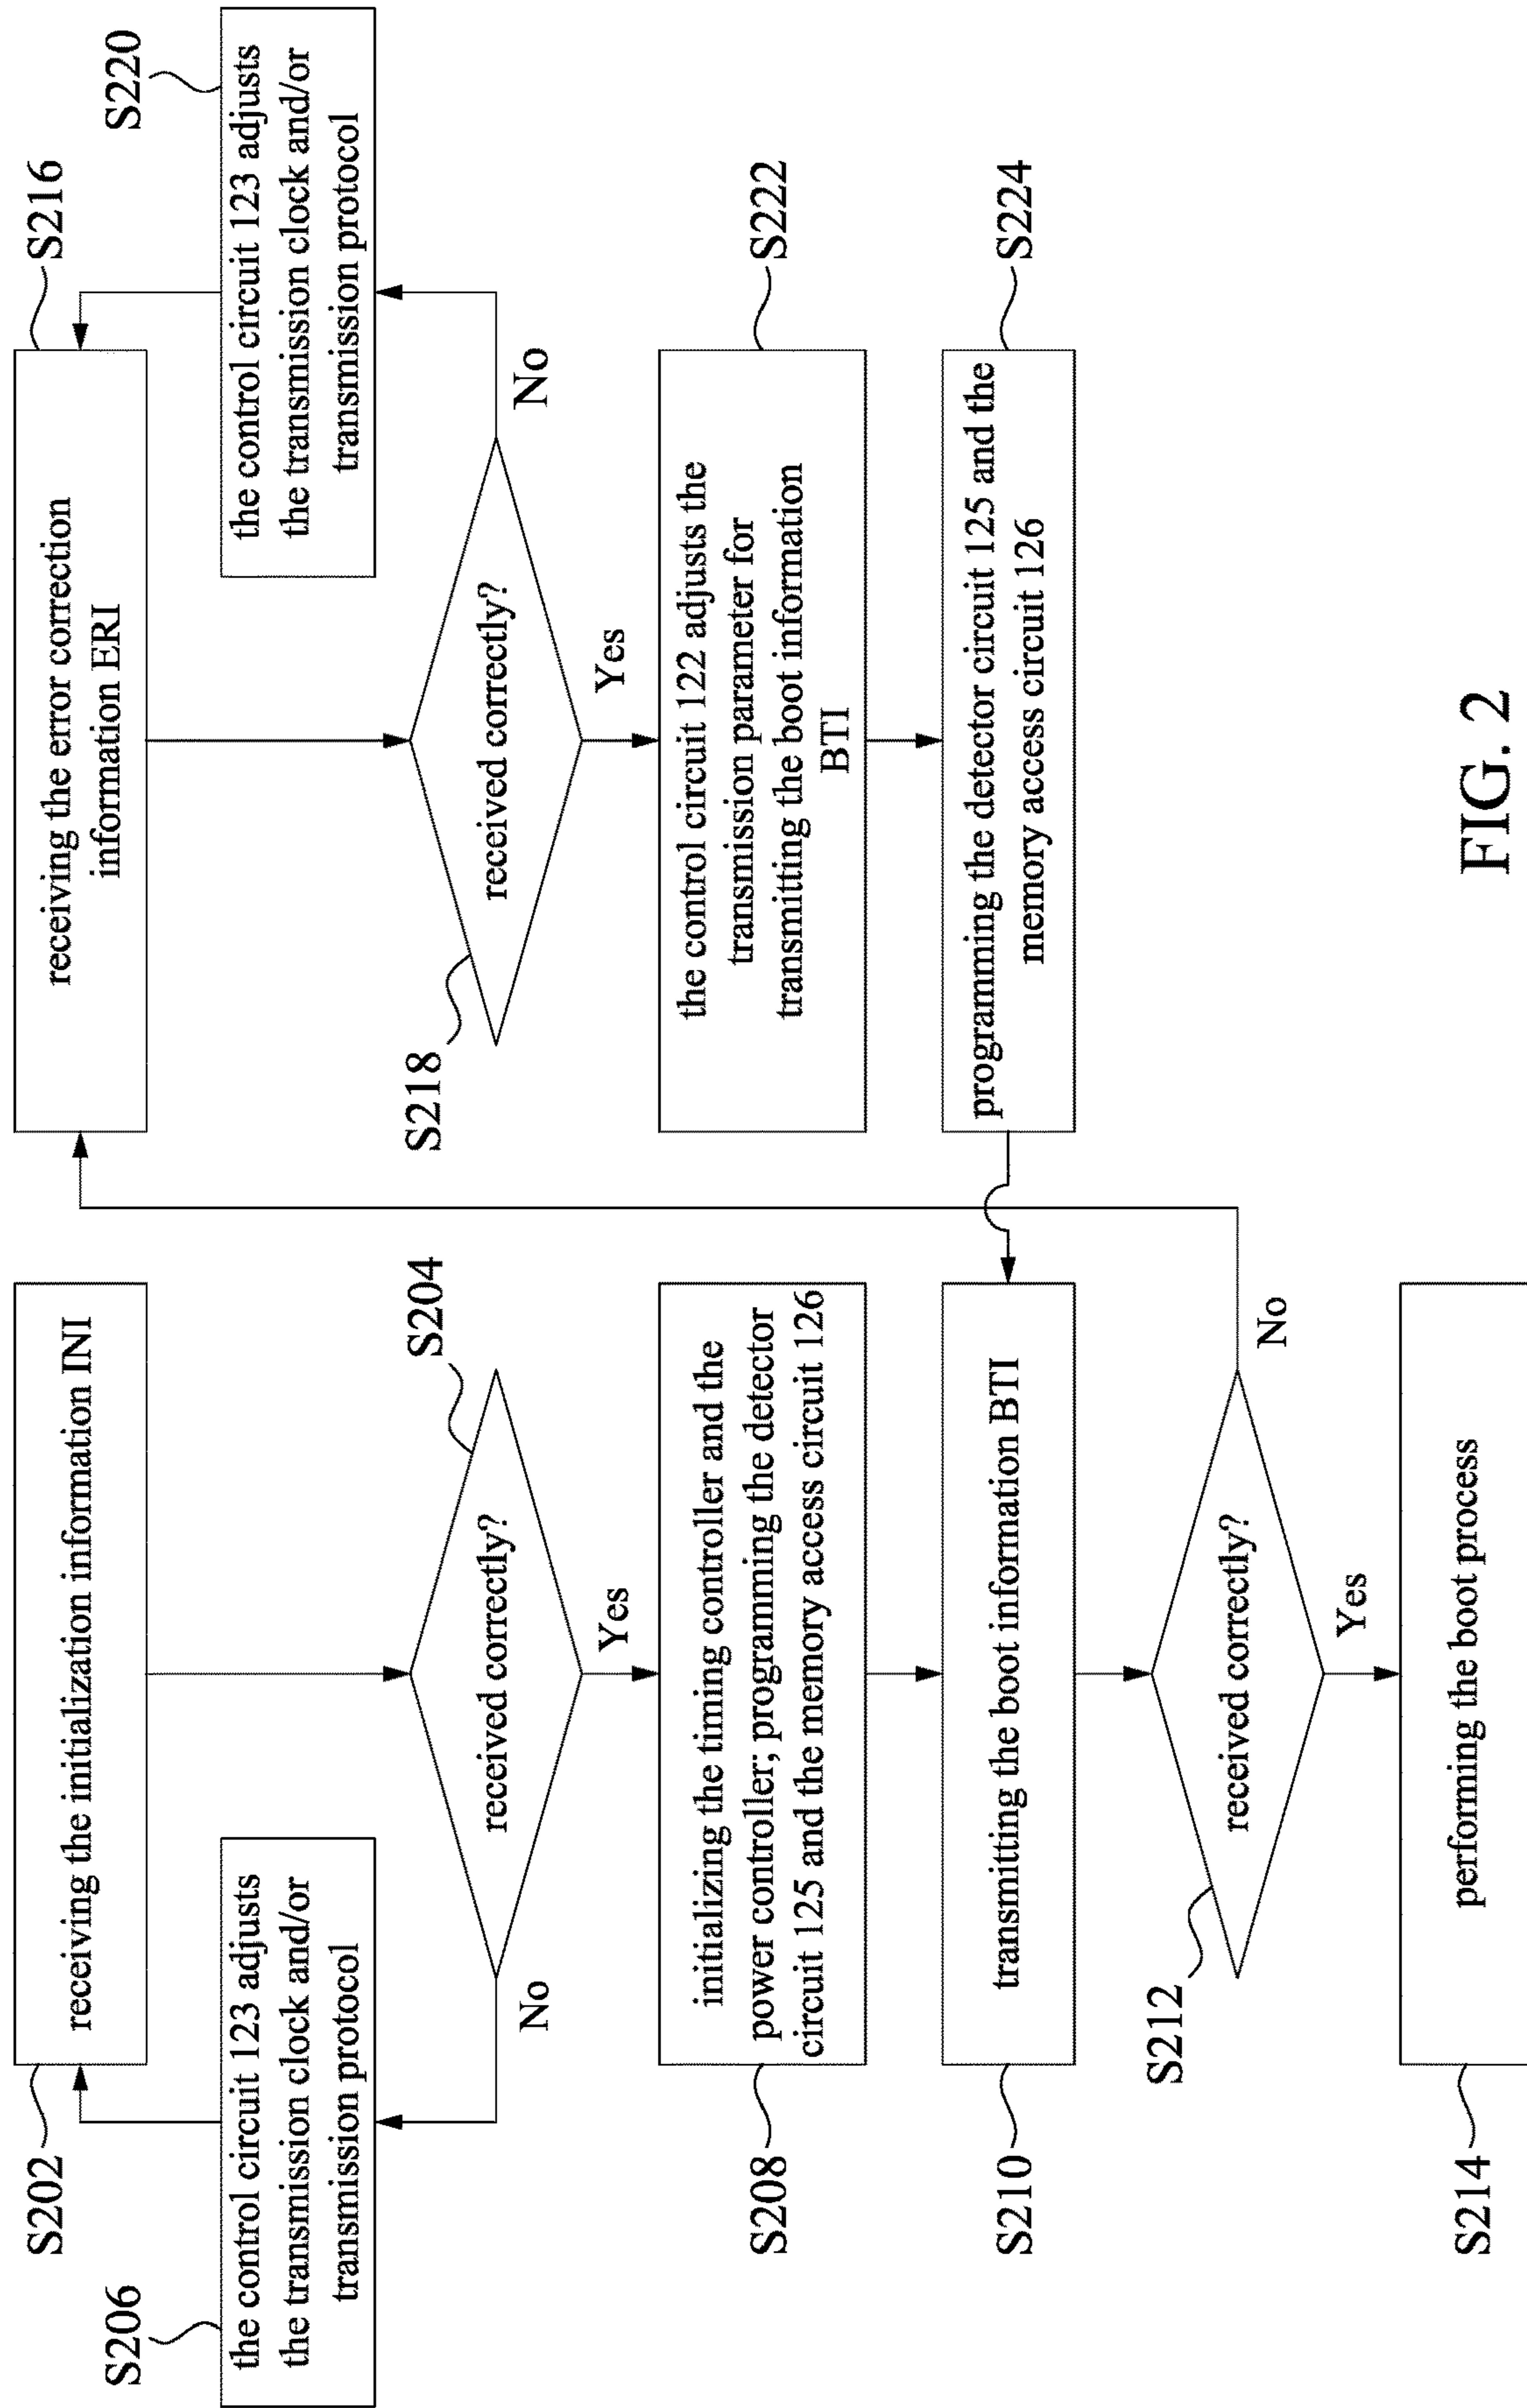 S202
receiving the initialization information INI
S206
the control circuit 123 adjusts
the transmission clock and/or
transmission protocol
S204
received correctly?
No
Yes
S208
initializing the timing controller and the
power controller; programming the detector
circuit 125 and the memory access circuit 126
S210
transmitting the boot information BTI
S212
received correctly?
No
Yes
S214
performing the boot process
S216
receiving the error correction
information ERI
S220
the control circuit 123 adjusts
the transmission clock and/or
transmission protocol
S218
received correctly?
No
Yes
S222
the control circuit 122 adjusts the
transmission parameter for
transmitting the boot information
BTI
S224
programming the detector circuit 125 and the
memory access circuit 126
FIG. 2